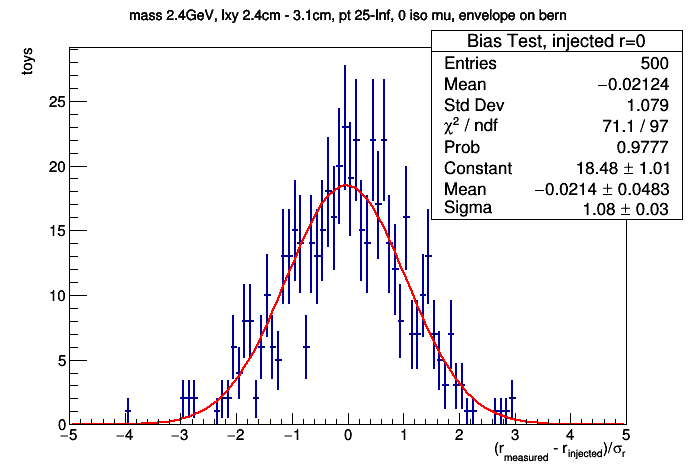 mass 2.4GeV, lxy 2.4cm - 3.1cm, pt 25-Inf, 0 iso mu, envelope on bern
Bias Test, injected r=0
Entries 500
Mean −0.02124
Std Dev 1.079
χ² / ndf 71.1 / 97
Prob 0.9777
Constant 18.48 ± 1.01
Mean −0.0214 ± 0.0483
Sigma 1.08 ± 0.03
toys
25
20
15
10
5
0
−5 −4 −3 −2 −1 0 1 2 3 4 5
(r_measured - r_injected)/σ_r